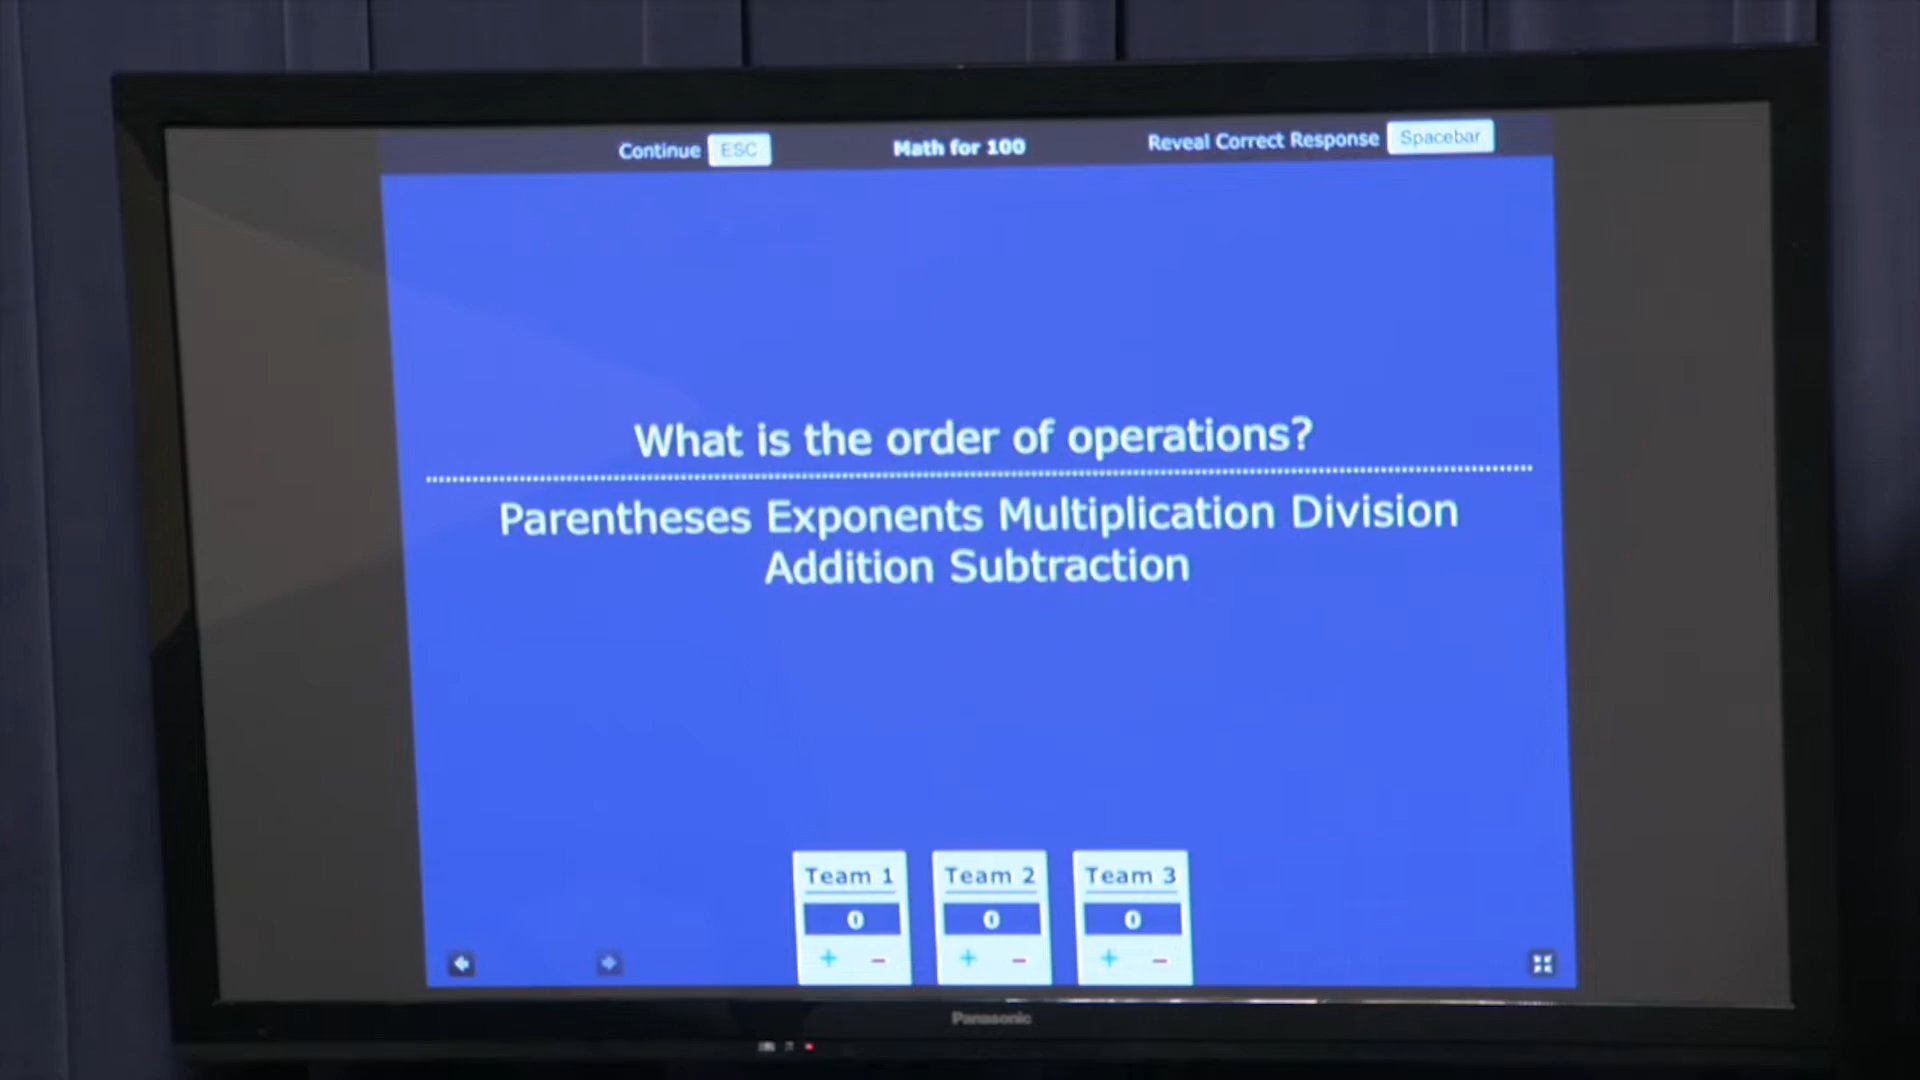 Continue ESC Math for 100 Reveal Correct Response Spacebar
What is the order of operations?
Parentheses Exponents Multiplication Division
Addition Subtraction
Team 1 Team 2 Team 3
0 0 0
+ - + - + -
Panasonic